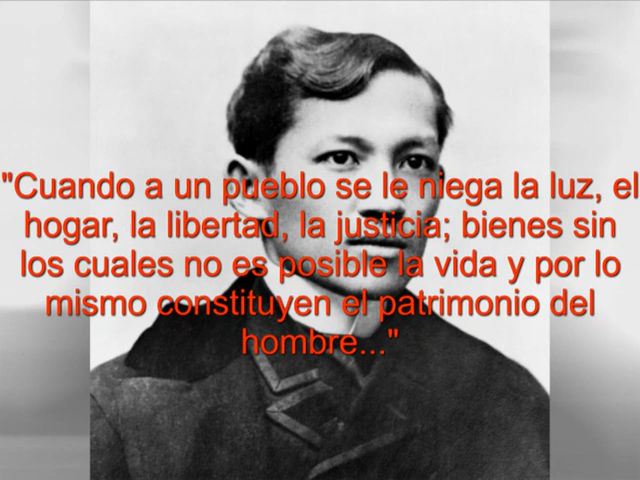 "Cuando a un pueblo se le niega la luz, el
hogar, la libertad, la justicia; bienes sin
los cuales no es posible la vida y por lo
mismo constituyen el patrimonio del
hombre..."